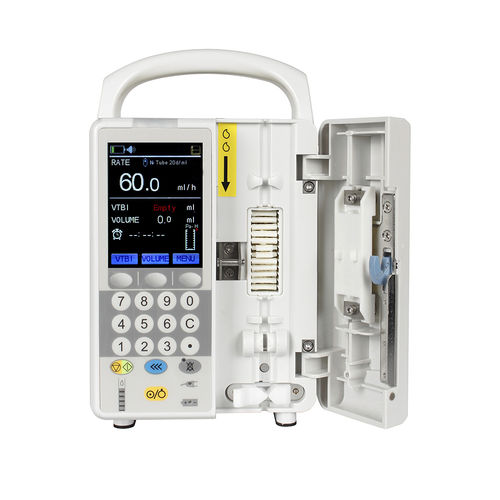 RATE Tube 20d/ml
60.0 ml/h
VTBI Empty ml
VOLUME 0.0 ml
--:--:--
VTBI VOLUME MENU
7 8 9 0
4 5 6 C
1 2 3 •